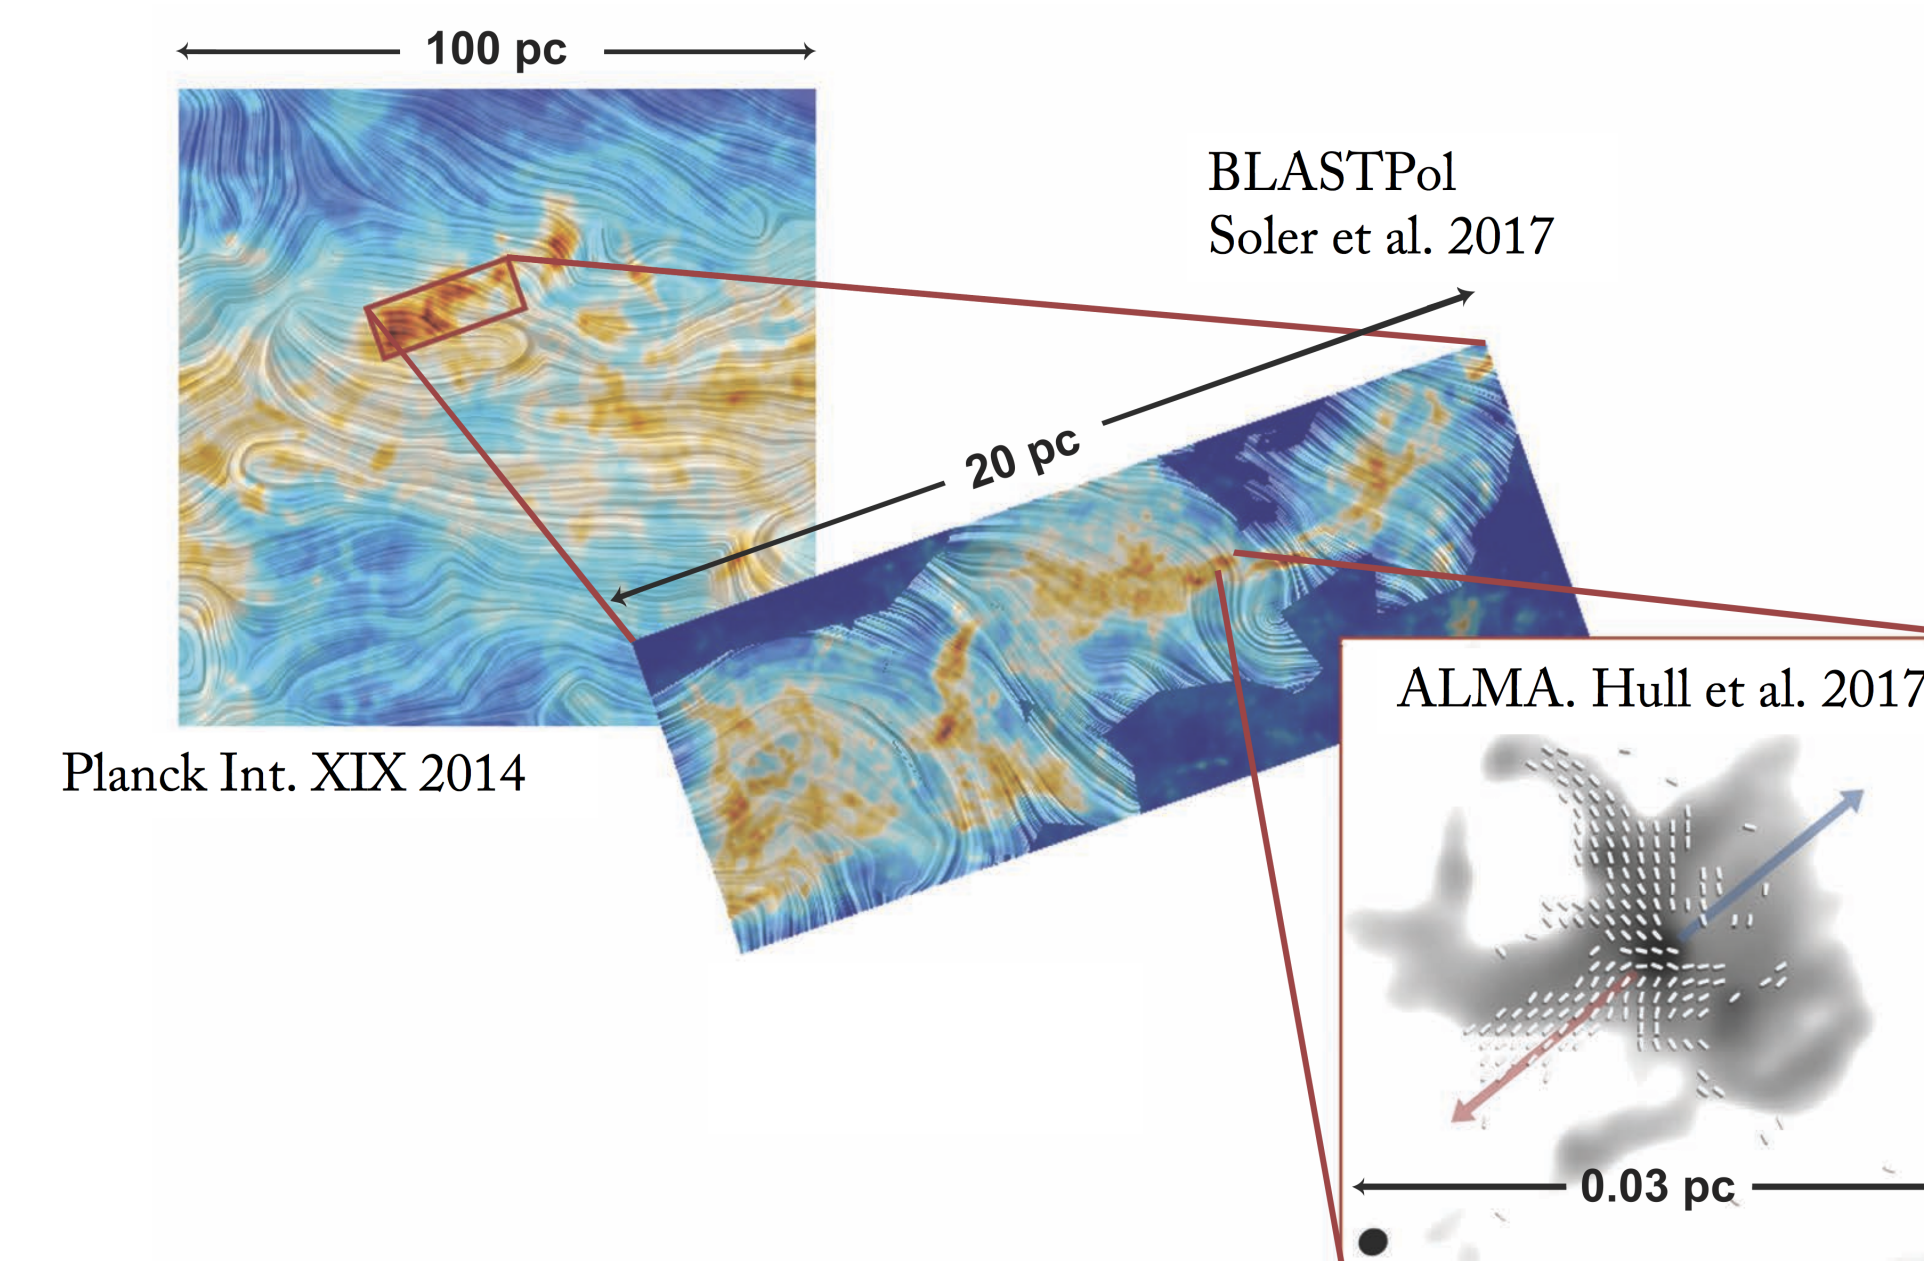 100 pc
BLASTPol
Soler et al. 2017
20 pc
ALMA. Hull et al. 2017
Planck Int. XIX 2014
0.03 pc